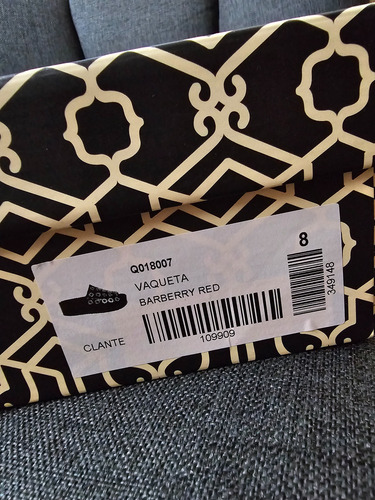 Q018007
8
VAQUETA
BARBERRY RED
349148
CLANTE
109909